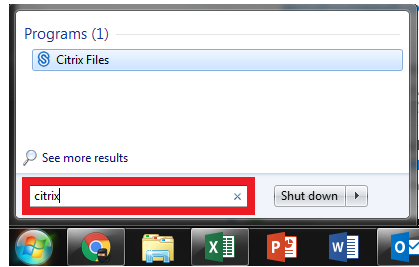 Programs (1)
Citrix Files
See more results
citrix
Shut down